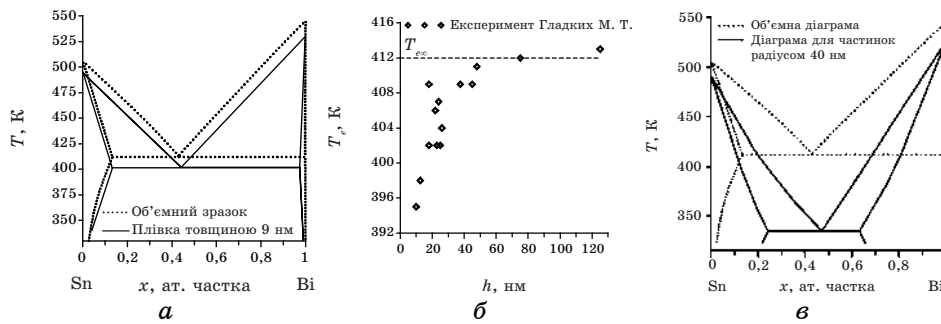 550
525
500
475
450
425
400
375
350
T, К
Об’ємний зразок
Плівка товщиною 9 нм
0 0,2 0,4 0,6 0,8 1
Sn x, ат. частка Bi
а
Експеримент Гладких М. Т.
Te∞
412
408
404
400
396
392
Te, К
0 20 40 60 80 100 120
h, нм
б
Об’ємна діаграма
Діаграма для частинок
радіусом 40 нм
550
500
450
400
350
T, К
0 0,2 0,4 0,6 0,8
Sn x, ат. частка Bi
в